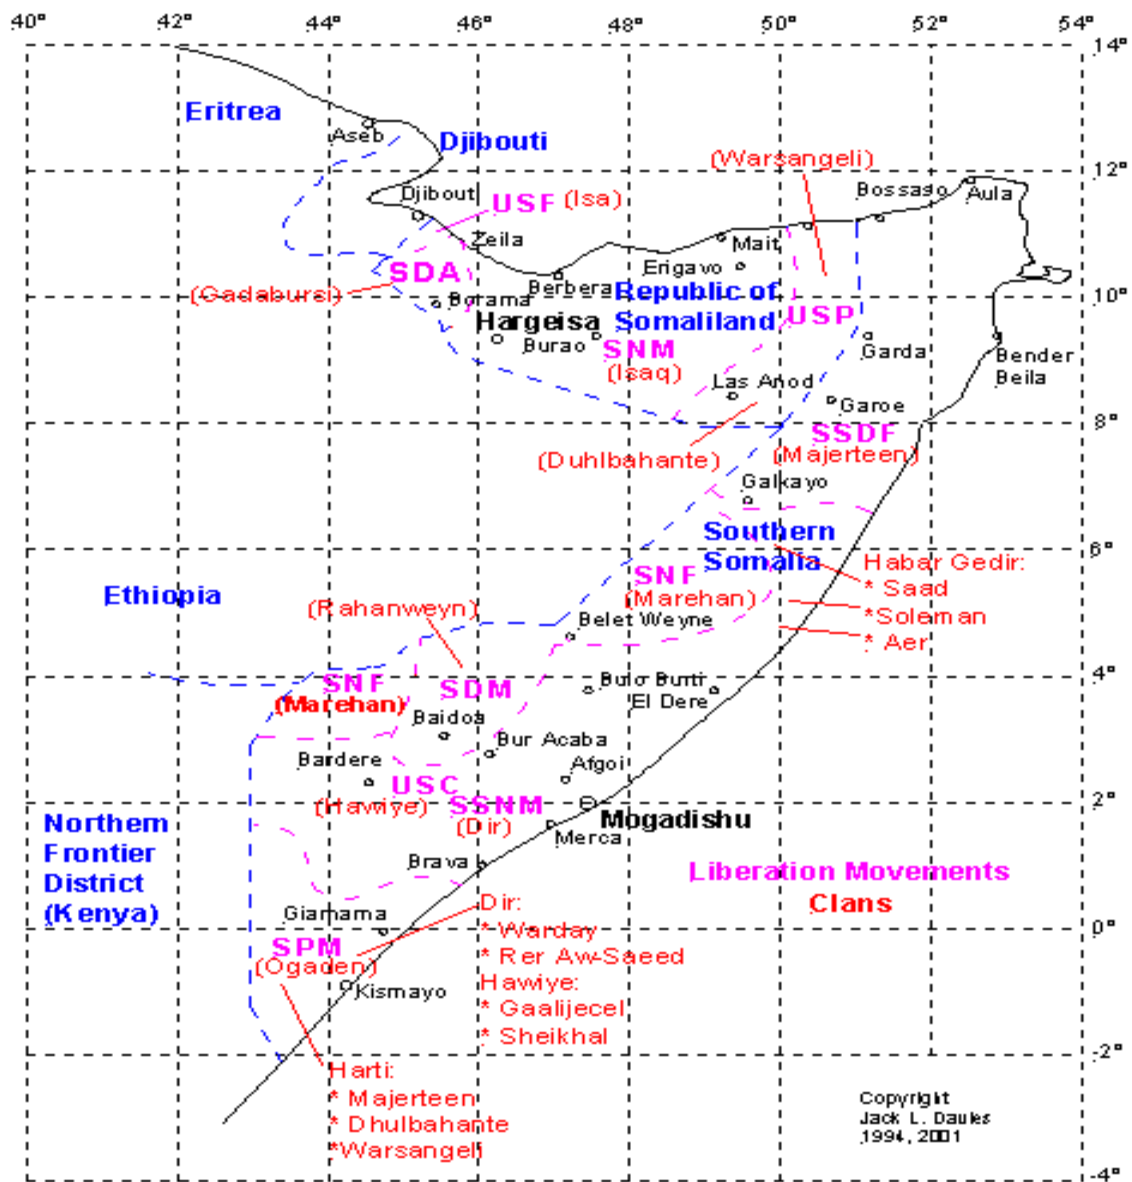 40° 42° 44° 46° 48° 50° 52° 54°
14°
Eritrea
Aseb
Djibouti
(Warsangeli)
12°
Djibouti
USF (Isa)
Bossaso
Aula
Zeila
Mait
SDA
Erigavo
(Gadabursi)
Berbera
Republic of
10°
Borama
Hargeisa
Somaliland
USP
Burao
SNM
Garda
Bender
(Isaq)
Beila
Las Anod
Garoe
8°
SSDF
(Duhlbahante)
(Majerteen)
Galkayo
Southern
Somalia
6°
Habar Gedir:
SNF
* Saad
Ethiopia
(Marehan)
(Rahanweyn)
*Soleman
Belet Weyne
* Aer
4°
SNF
SDM
Bulo Burti
(Marehan)
El Dere
Baidoa
Bur Acaba
Bardere
Afgoi
USC
(Hawiye)
SSNM
2°
Northern
Frontier
District
(Kenya)
(Dir)
Mogadishu
Merca
Brava
Liberation Movements
Clans
Giamama
Dir:
0°
SPM
* Warday
(Ogaden)
* Rer Aw-Saeed
Hawiye:
Kismayo
* Gaalijecel
* Sheikhal
-2°
Harti:
* Majerteen
* Dhulbahante
*Warsangeli
Copyright
Jack L. Davies
1994, 2001
-4°